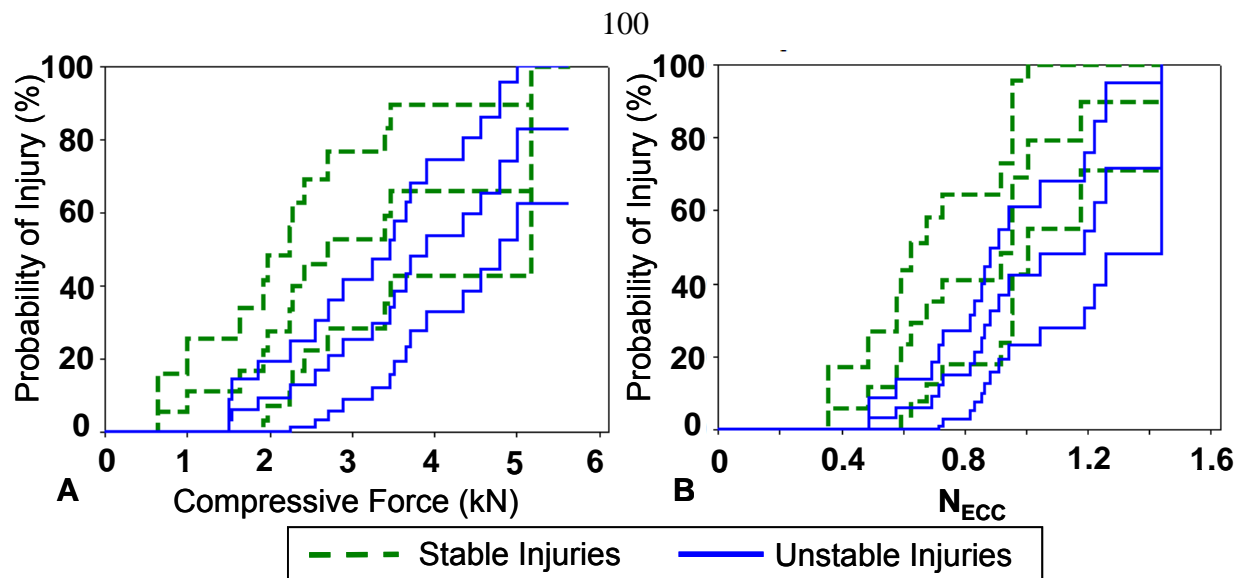 100
Probability of Injury (%)
100
80
60
40
20
0
0 1 2 3 4 5 6
A
Compressive Force (kN)
Probability of Injury (%)
100
80
60
40
20
0
0 0.4 0.8 1.2 1.6
B
N_ECC
Stable Injuries
Unstable Injuries